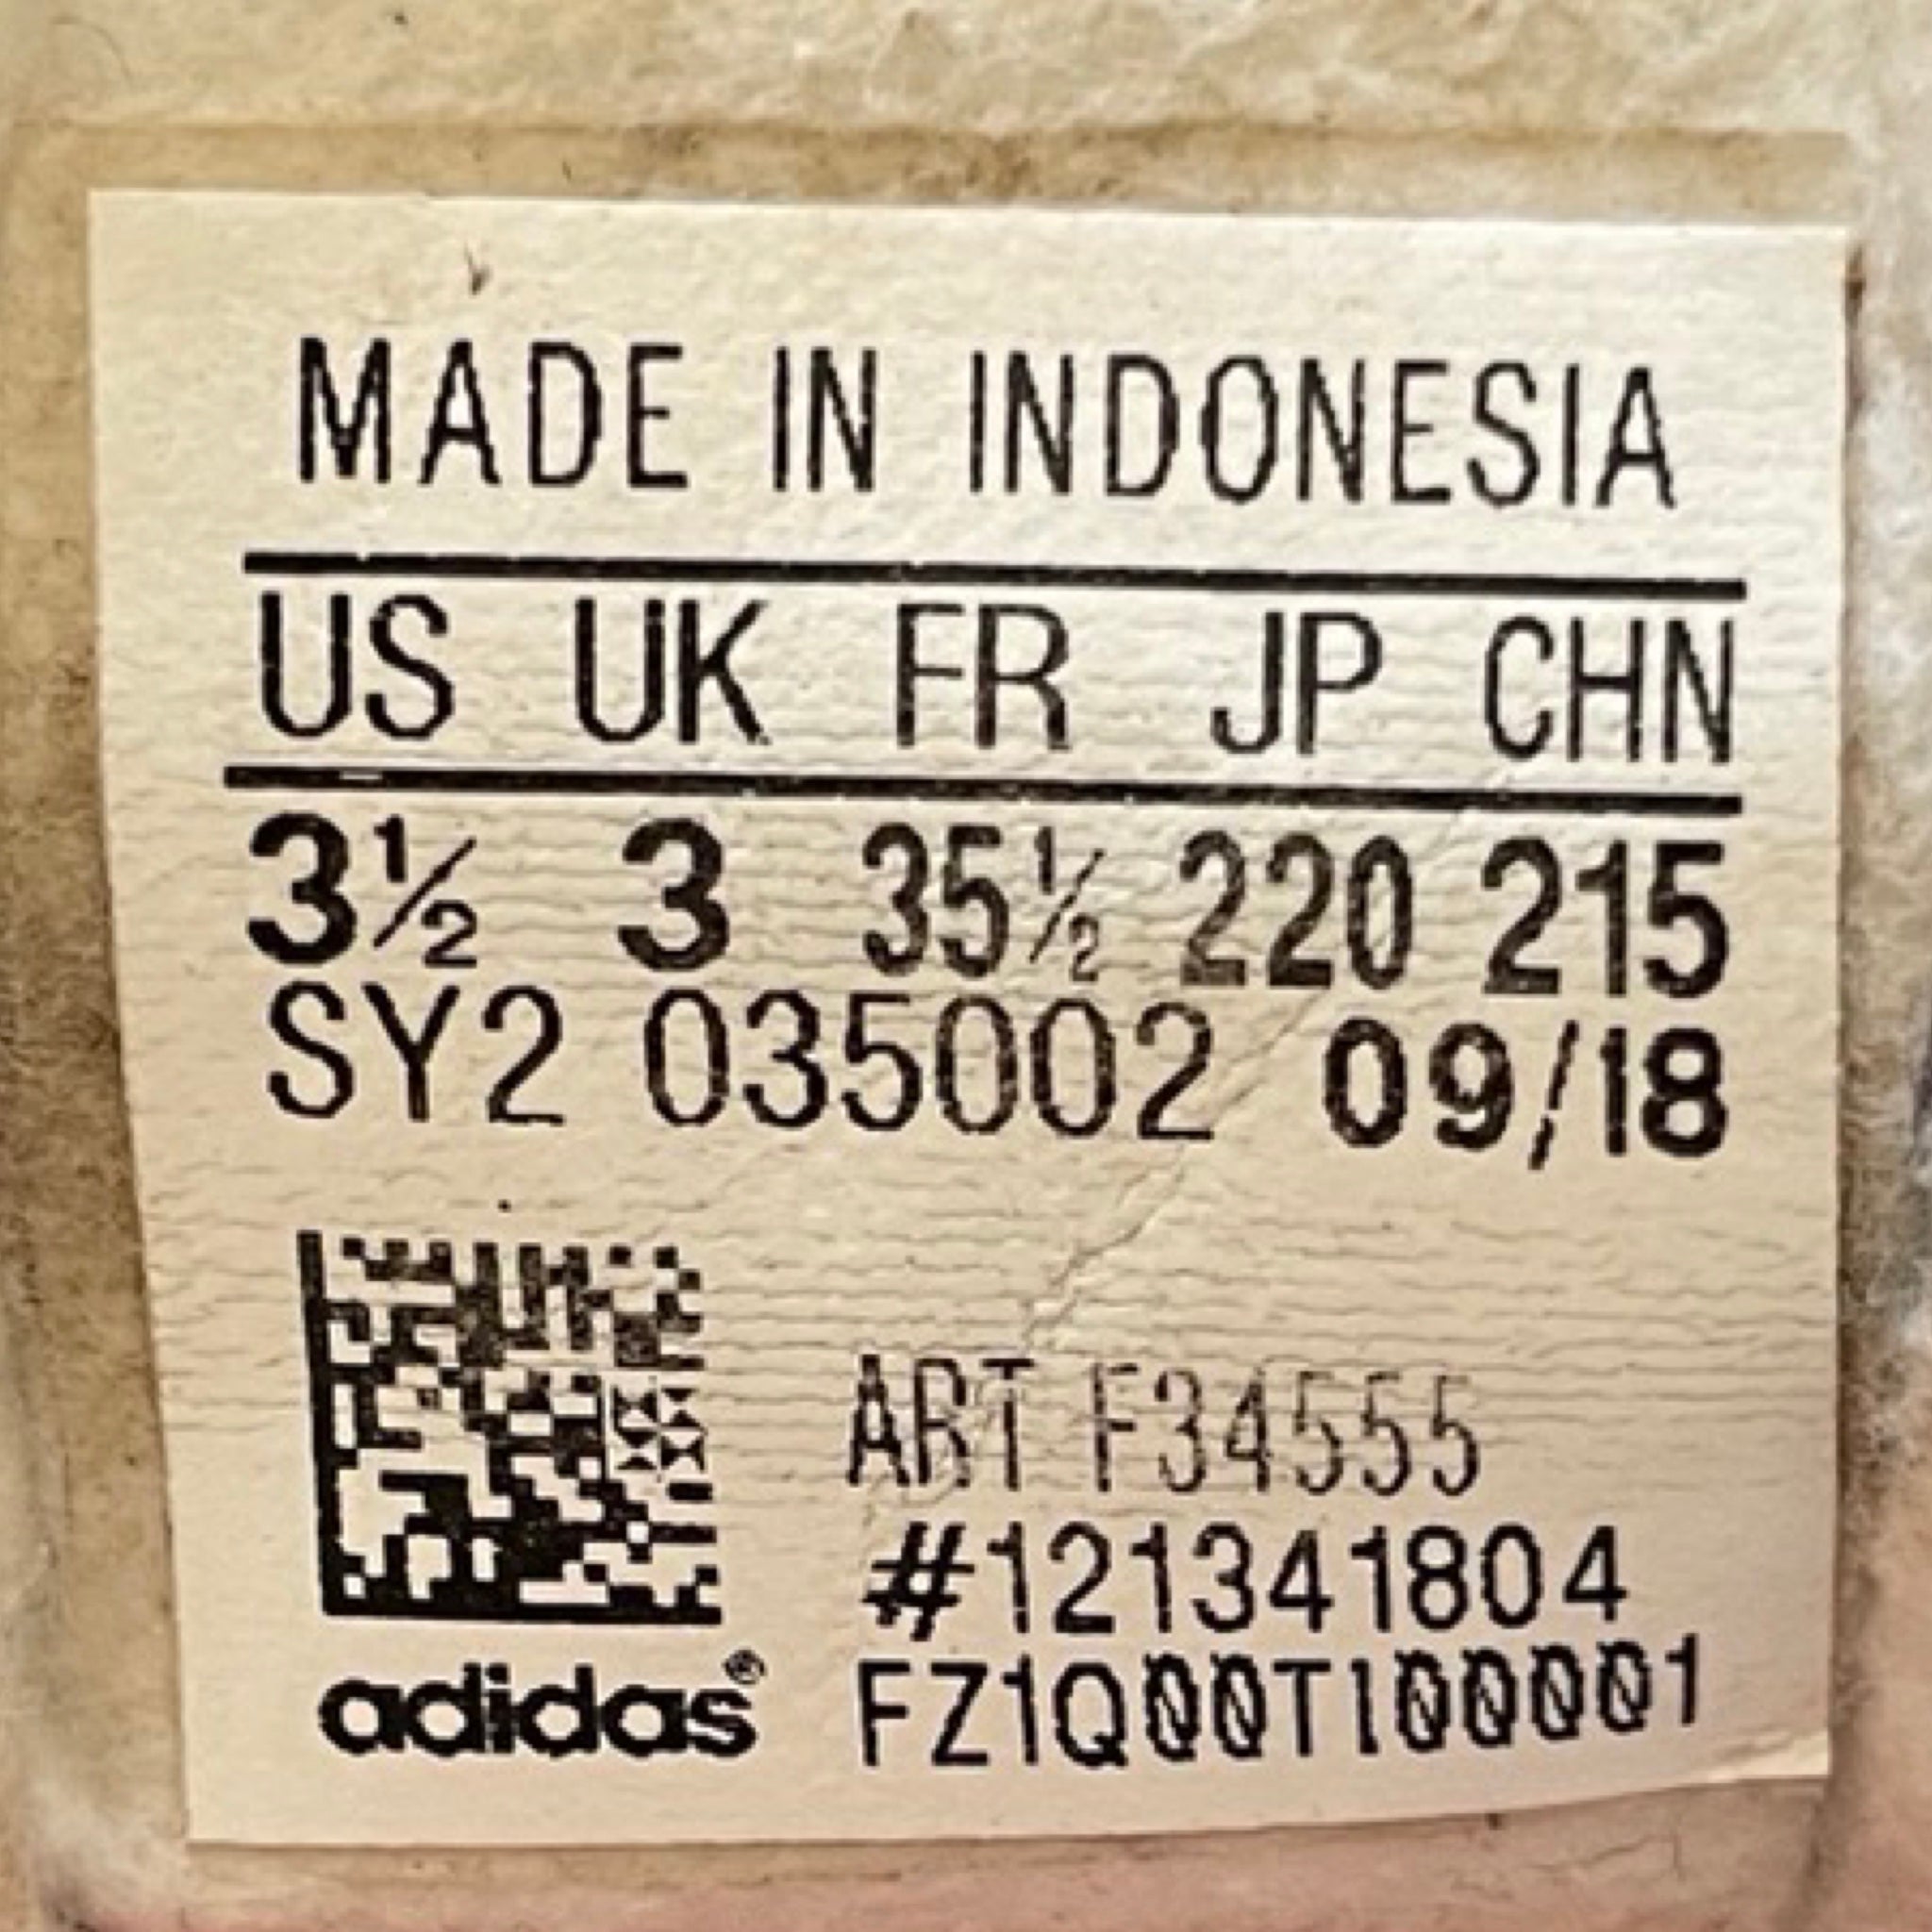 MADE IN INDONESIA
US UK FR JP CHN
3½ 3 35½ 220 215
SY2 035002 09/18
ART F34555
#121341804
adidas® FZ1Q00TI00001